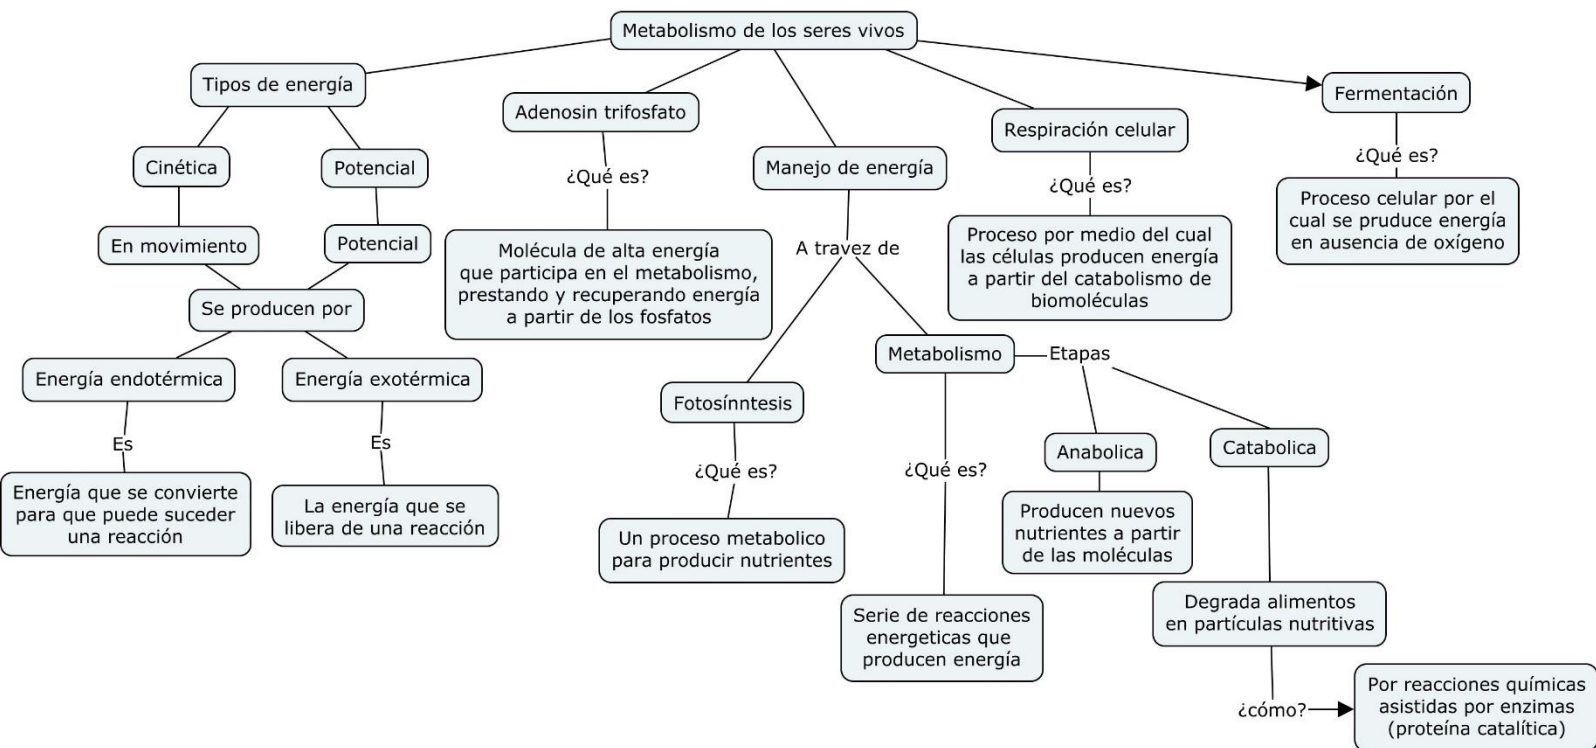 Metabolismo de los seres vivos
Tipos de energía
Cinética
Potencial
En movimiento
Potencial
Se producen por
Energía endotérmica
Energía exotérmica
Es
Es
Energía que se convierte
para que puede suceder
una reacción
La energía que se
libera de una reacción
Adenosin trifosfato
¿Qué es?
Molécula de alta energía
que participa en el metabolismo,
prestando y recuperando energía
a partir de los fosfatos
Manejo de energía
A travez de
Fotosínntesis
¿Qué es?
Un proceso metabolico
para producir nutrientes
Metabolismo
¿Qué es?
Serie de reacciones
energeticas que
producen energía
Etapas
Anabolica
Producen nuevos
nutrientes a partir
de las moléculas
Catabolica
Degrada alimentos
en partículas nutritivas
¿cómo?
Por reacciones químicas
asistidas por enzimas
(proteína catalítica)
Respiración celular
¿Qué es?
Proceso por medio del cual
las células producen energía
a partir del catabolismo de
biomoléculas
Fermentación
¿Qué es?
Proceso celular por el
cual se pruduce energía
en ausencia de oxígeno